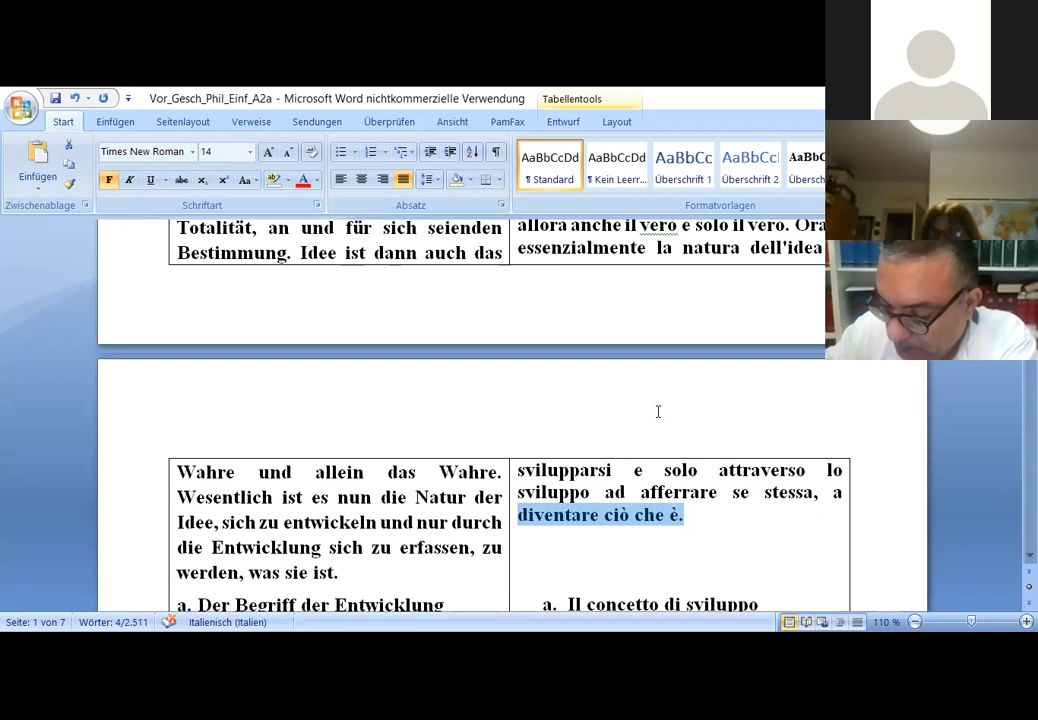 Vor_Gesch_Phil_Einf_A2a - Microsoft Word nichtkommerzielle Verwendung
Tabellentools
Start Einfügen Seitenlayout Verweise Sendungen Überprüfen Ansicht PamFax Entwurf Layout
Einfügen
Times New Roman 14
F K U abc x₂ x² Aa A
AaBbCcDd AaBbCcDd AaBbCc AaBbCc AaBbC
¶ Standard ¶ Kein Leerr... Überschrift 1 Überschrift 2 Übersch
Zwischenablage Schriftart Absatz Formatvorlagen
Totalität, an und für sich seienden
Bestimmung. Idee ist dann auch das
allora anche il vero e solo il vero. Ora
essenzialmente la natura dell'idea
Wahre und allein das Wahre.
Wesentlich ist es nun die Natur der
Idee, sich zu entwickeln und nur durch
die Entwicklung sich zu erfassen, zu
werden, was sie ist.
a. Der Begriff der Entwicklung
svilupparsi e solo attraverso lo
sviluppo ad afferrare se stessa, a
diventare ciò che è.
a. Il concetto di sviluppo
Seite: 1 von 7 Wörter: 4/2.511 Italienisch (Italien) 110 %